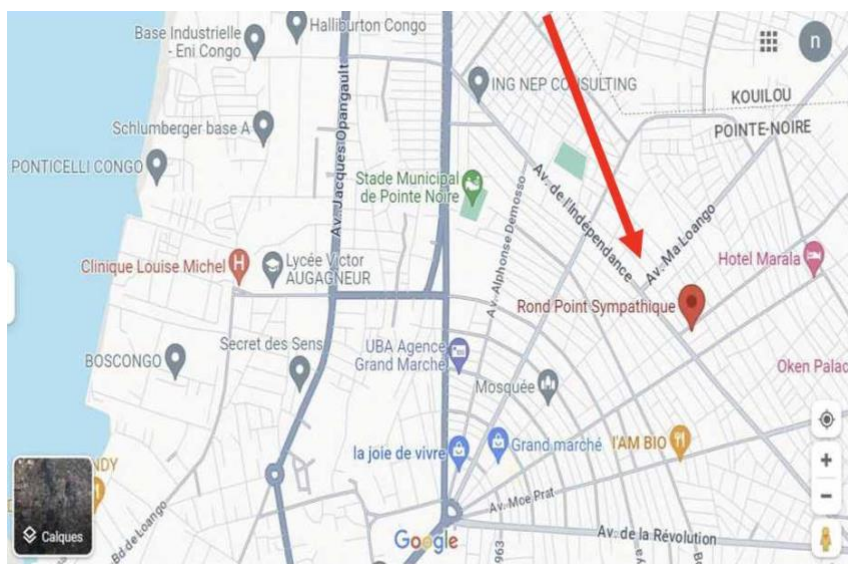 Base Industrielle
- Eni Congo
Halliburton Congo
n
ING NEP CONSULTING
KOUILOU
POINTE-NOIRE
Schlumberger base A
PONTICELLI CONGO
Av. Jacques Opangault
Stade Municipal
de Pointe Noire
Av. de l'Indépendance
Av. Alphonse Demosso
Av. Ma Loango
Hotel Marala
Clinique Louise Michel
H
Lycée Victor
AUGAGNEUR
Rond Point Sympathique
BOSCONGO
Secret des Sens
UBA Agence
Grand Marché
Oken Palac
Mosquée
la joie de vivre
Grand marché
I'AM BIO
NDY
Calques
Bd de Loango
Google
Av. Moe Prat
963
Av. de la Révolution
ya